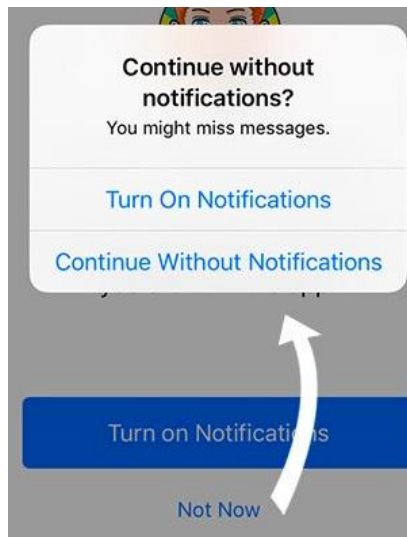 Continue without
notifications?
You might miss messages.
Turn On Notifications
Continue Without Notifications
Turn on Notifications
Not Now